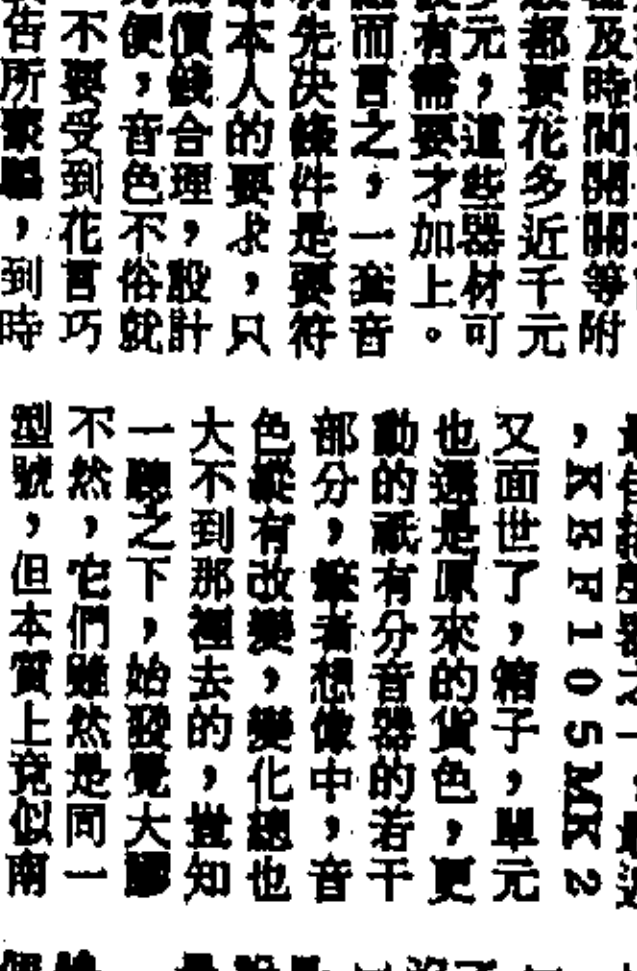 及時間開關等附
都要花多近千元
元，這些器材可
有需要才加上。
而言之，一套音
先決條件是要符
本人的要求，只
價錢合理，設計
便，音色不俗就
不要受到花言巧
告所蒙騙，到時
，KEF105MK2
又面世了，箱子，單元
也還是原來的貨色，更
動的祇有分音器的若干
部分，筆者想像中，音
色縱有改變，變化總也
大不到那裡去的，豈知
一聽之下，始發覺大謬
不然，它們雖然是同一
型號，但本質上竟似南